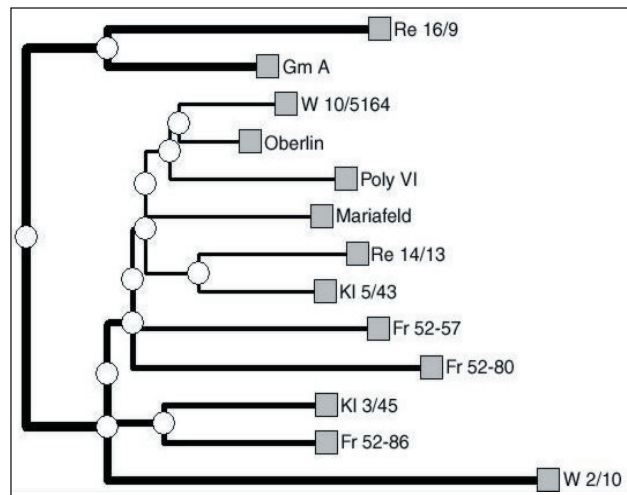 Re 16/9
Gm A
W 10/5164
Oberlin
Poly VI
Mariafeld
Re 14/13
Kl 5/43
Fr 52-57
Fr 52-80
Kl 3/45
Fr 52-86
W 2/10